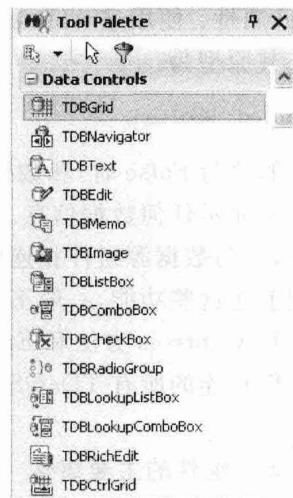 Tool Palette
Data Controls
TDBGrid
TDBNavigator
TDBText
TDBEdit
TDBMemo
TDBImage
TDBListBox
TDBComboBox
TDBCheckBox
TDBRadioGroup
TDBLookupListBox
TDBLookupComboBox
TDBRichEdit
TDBCtrlGrid